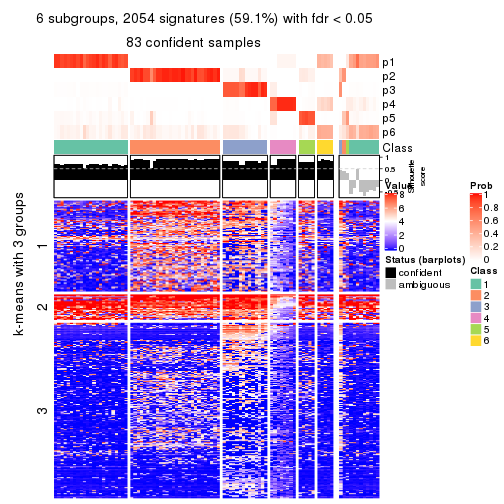 6 subgroups, 2054 signatures (59.1%) with fdr < 0.05
83 confident samples
p1
p2
p3
p4
p5
p6
Class
1
0.5
0
Silhouette
score
k-means with 3 groups
1
2
3
Value
8
6
4
2
0
Status (barplots)
confident
ambiguous
Prob
1
0.8
0.6
0.4
0.2
0
Class
1
2
3
4
5
6